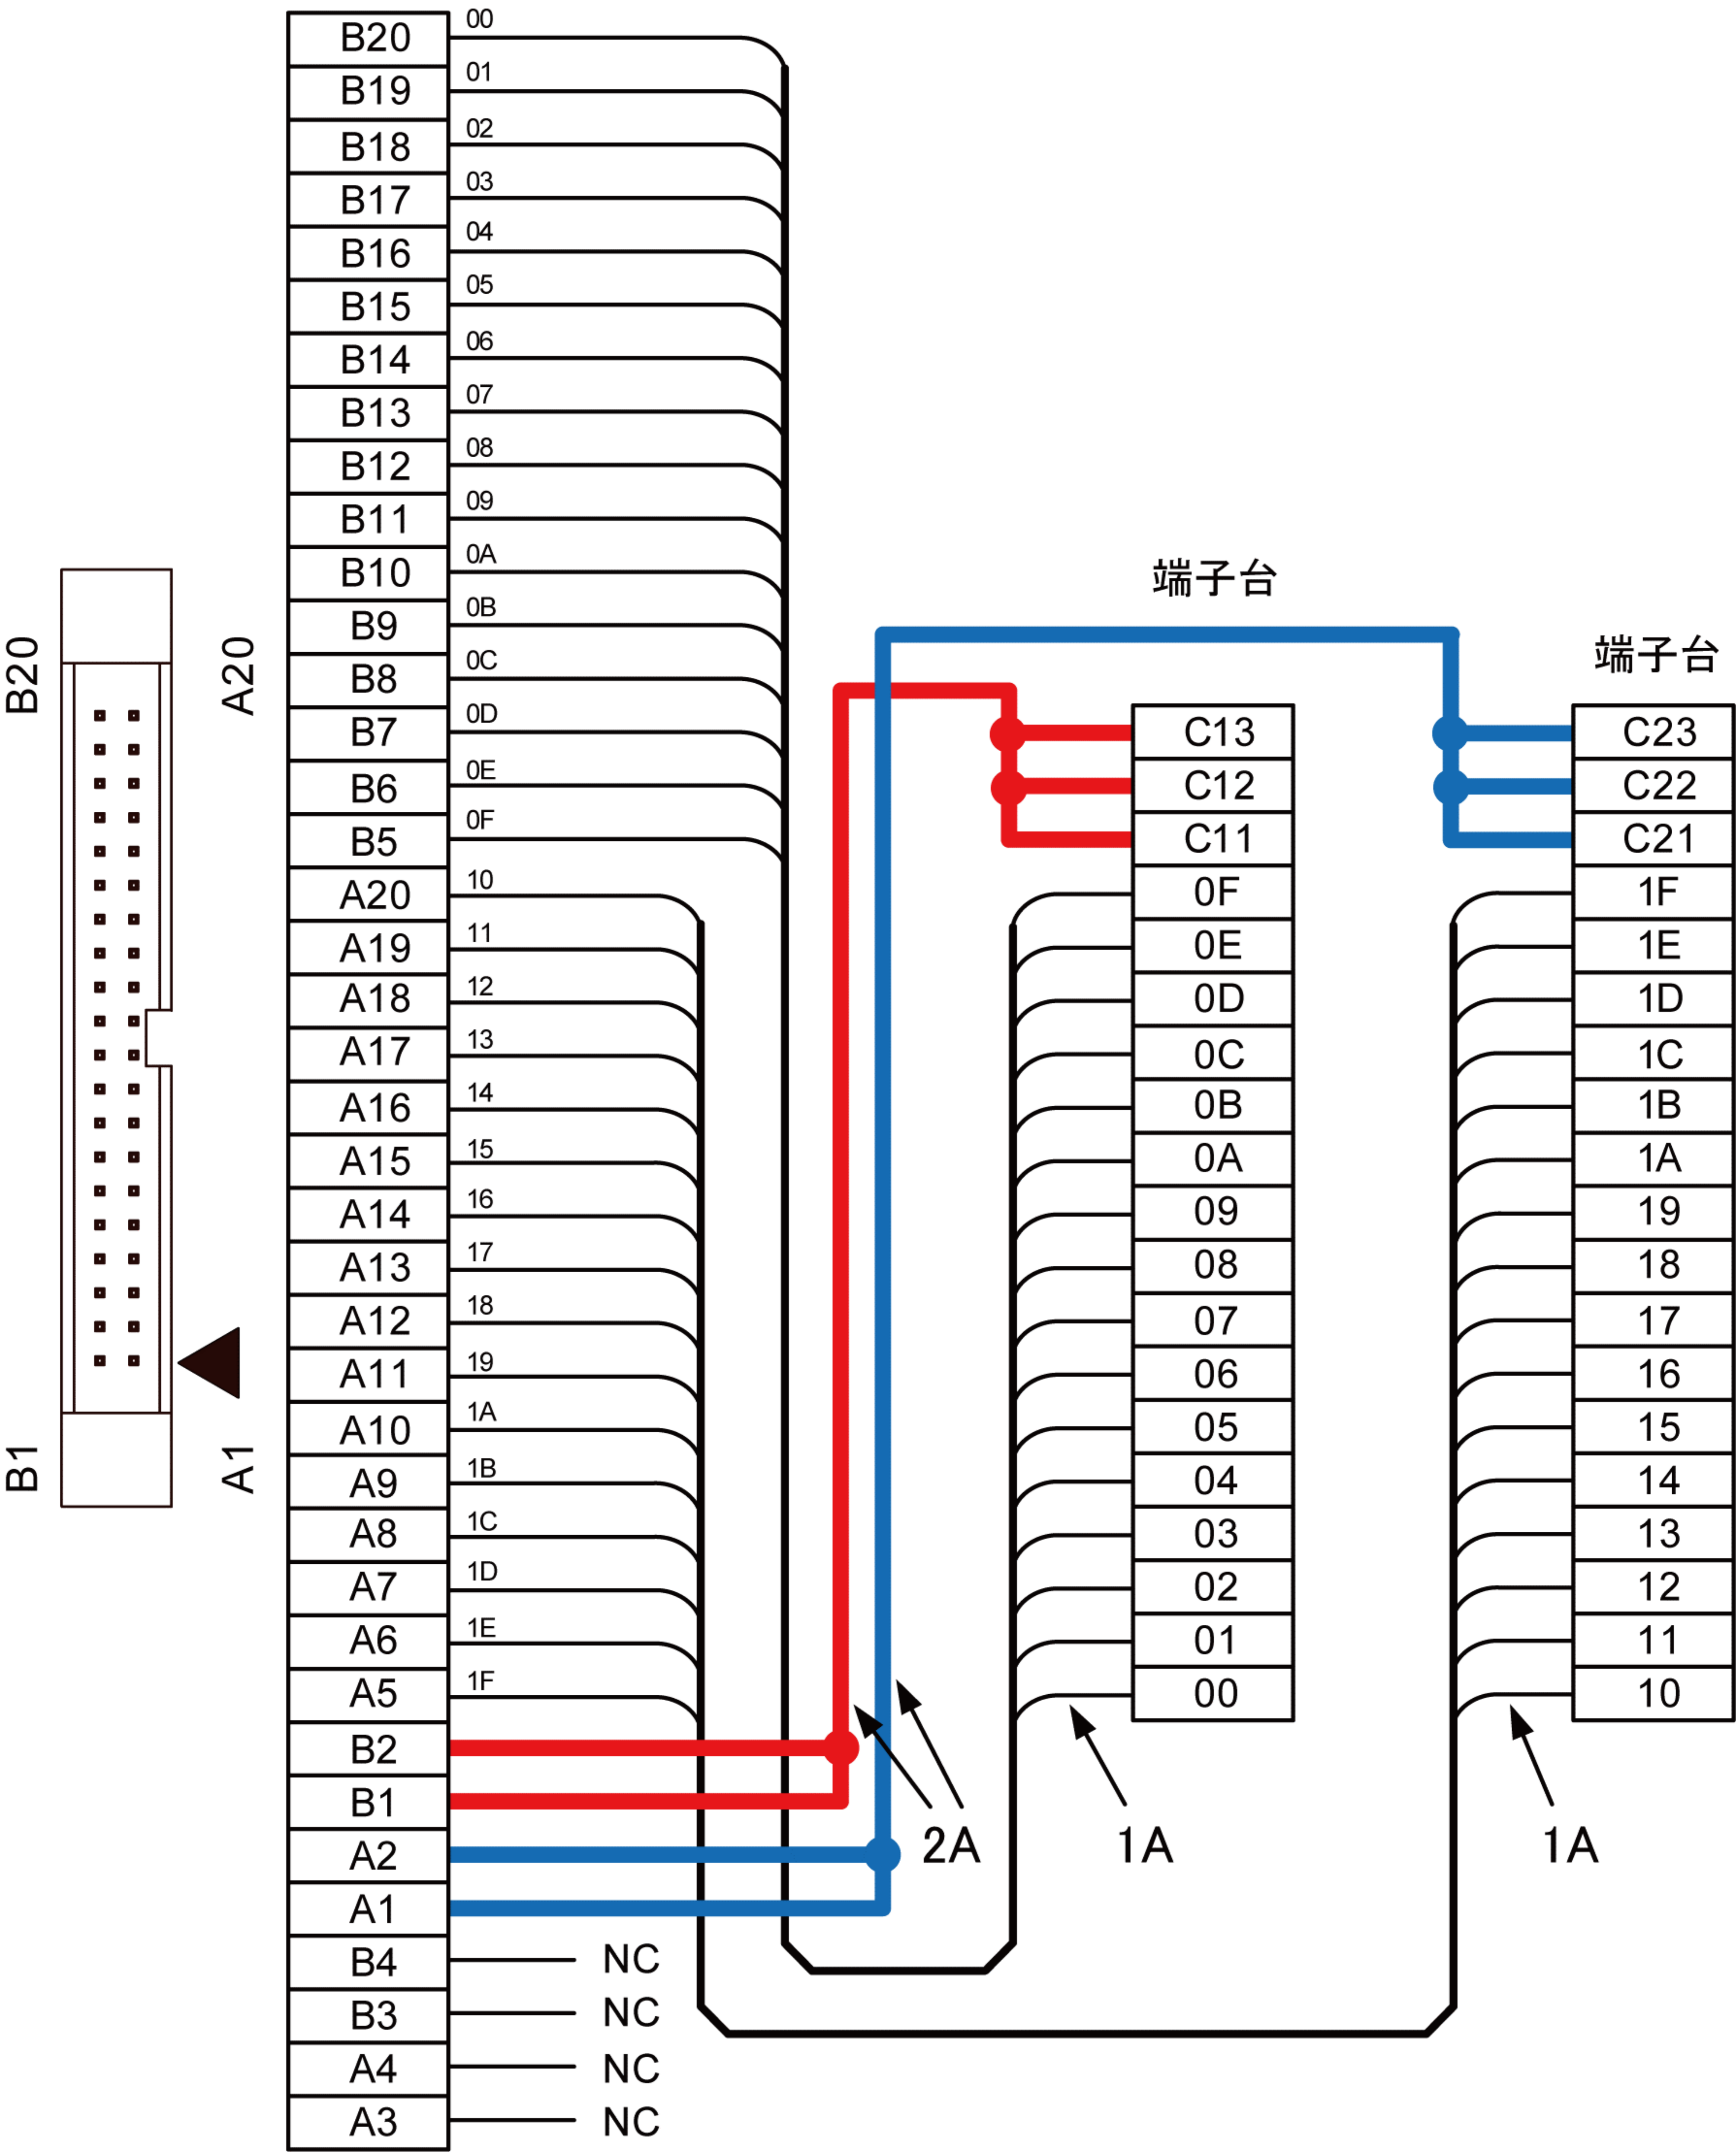 B20
A20
B1
A1
B20 00
B19 01
B18 02
B17 03
B16 04
B15 05
B14 06
B13 07
B12 08
B11 09
B10 0A
B9 0B
B8 0C
B7 0D
B6 0E
B5 0F
A20 10
A19 11
A18 12
A17 13
A16 14
A15 15
A14 16
A13 17
A12 18
A11 19
A10 1A
A9 1B
A8 1C
A7 1D
A6 1E
A5 1F
B2
B1
A2
A1
B4 NC
B3 NC
A4 NC
A3 NC
2A
端子台
C13
C12
C11
0F
0E
0D
0C
0B
0A
09
08
07
06
05
04
03
02
01
00
1A
端子台
C23
C22
C21
1F
1E
1D
1C
1B
1A
19
18
17
16
15
14
13
12
11
10
1A